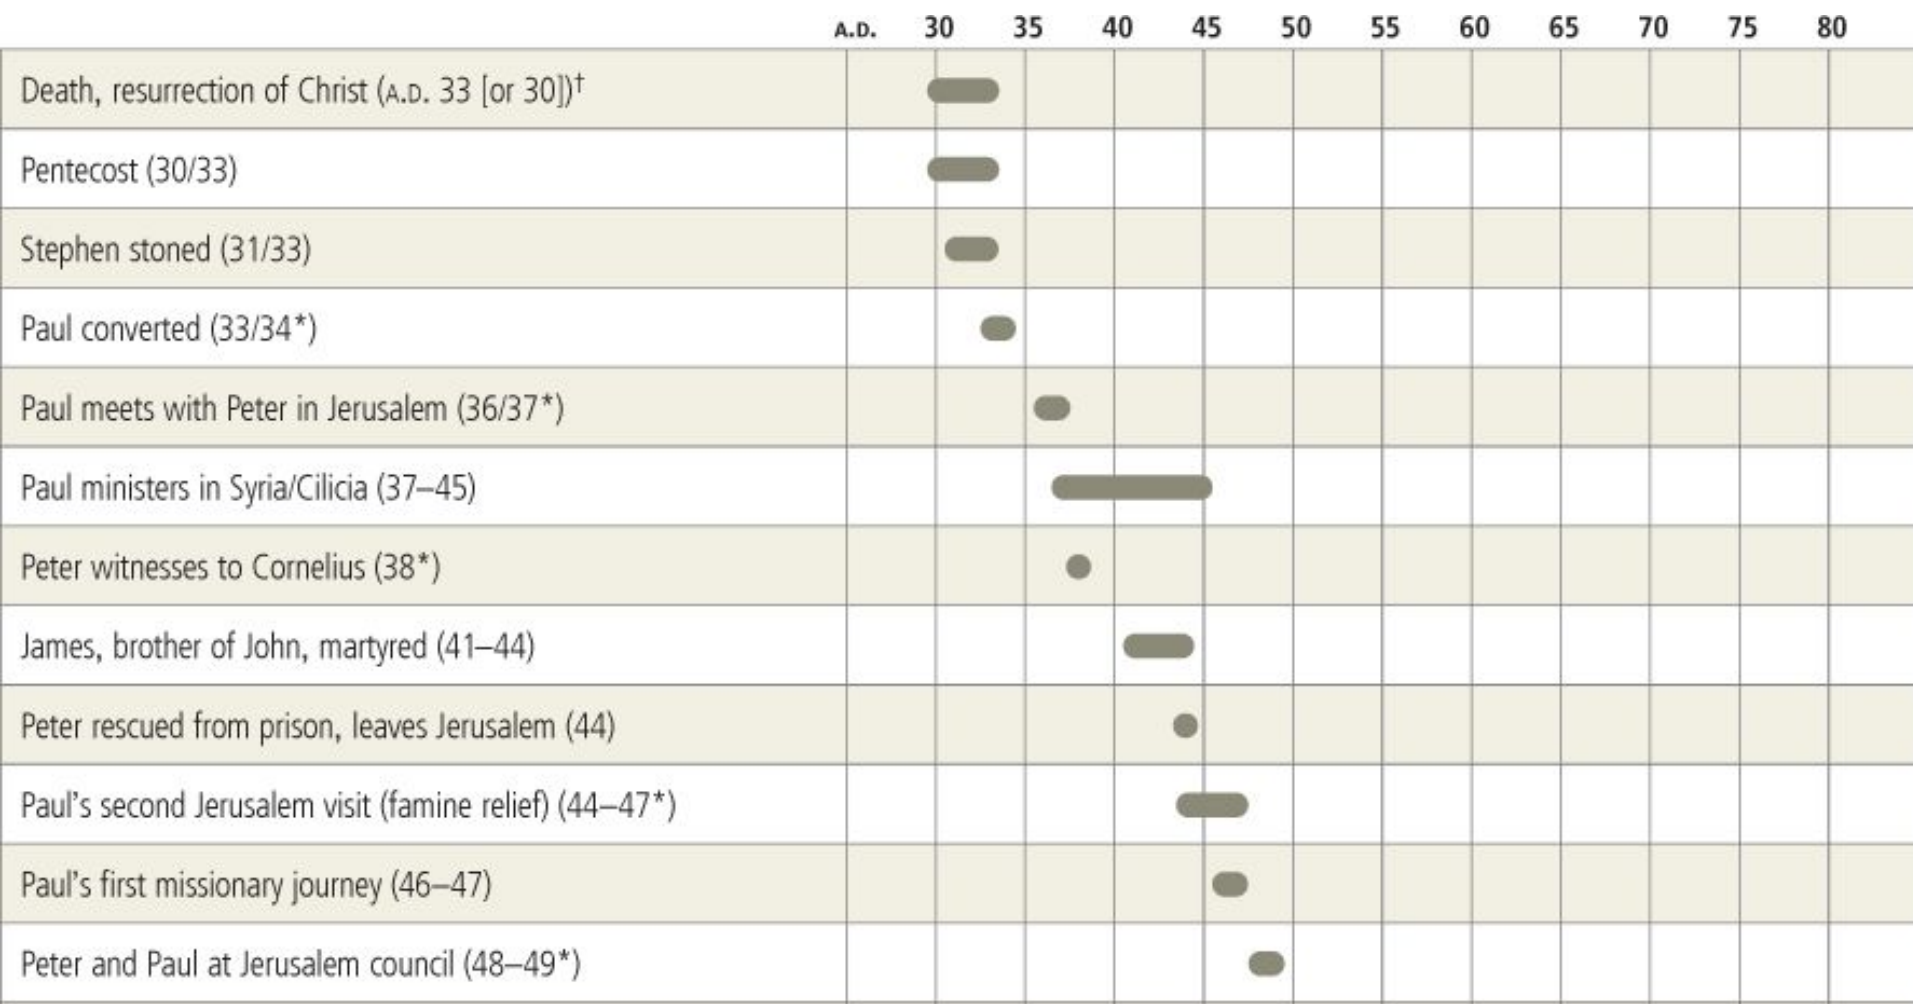 A.D. 30 35 40 45 50 55 60 65 70 75 80
Death, resurrection of Christ (A.D. 33 [or 30])†
Pentecost (30/33)
Stephen stoned (31/33)
Paul converted (33/34*)
Paul meets with Peter in Jerusalem (36/37*)
Paul ministers in Syria/Cilicia (37–45)
Peter witnesses to Cornelius (38*)
James, brother of John, martyred (41–44)
Peter rescued from prison, leaves Jerusalem (44)
Paul’s second Jerusalem visit (famine relief) (44–47*)
Paul’s first missionary journey (46–47)
Peter and Paul at Jerusalem council (48–49*)